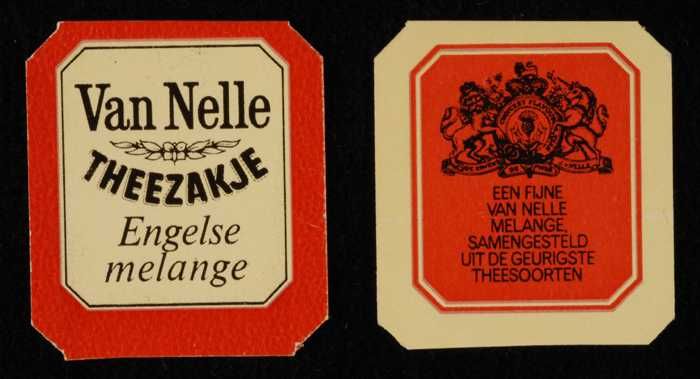 Van Nelle
THEEZAKJE
Engelse
melange
EEN FIJNE
VAN NELLE
MELANGE,
SAMENGESTELD
UIT DE GEURIGSTE
THEESOORTEN